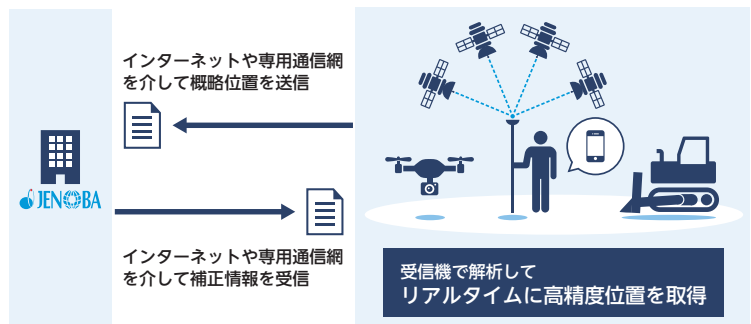 インターネットや専用通信網
を介して概略位置を送信
JENOBA
インターネットや専用通信網
を介して補正情報を受信
受信機で解析して
リアルタイムに高精度位置を取得